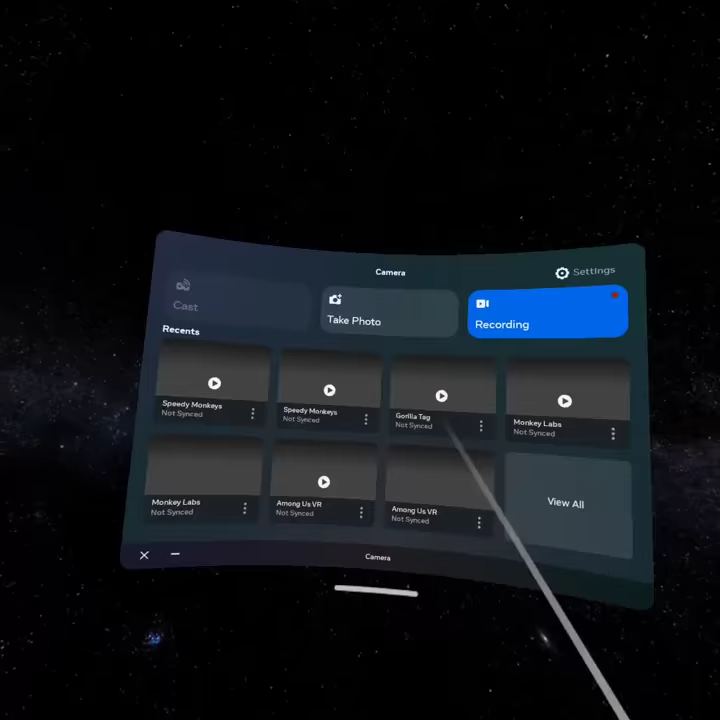 Camera
Settings
Cast
Take Photo
Recording
Recents
Speedy Monkeys
Not Synced
Speedy Monkeys
Not Synced
Gorilla Tag
Not Synced
Monkey Labs
Not Synced
Monkey Labs
Not Synced
Among Us VR
Not Synced
Among Us VR
Not Synced
View All
Camera